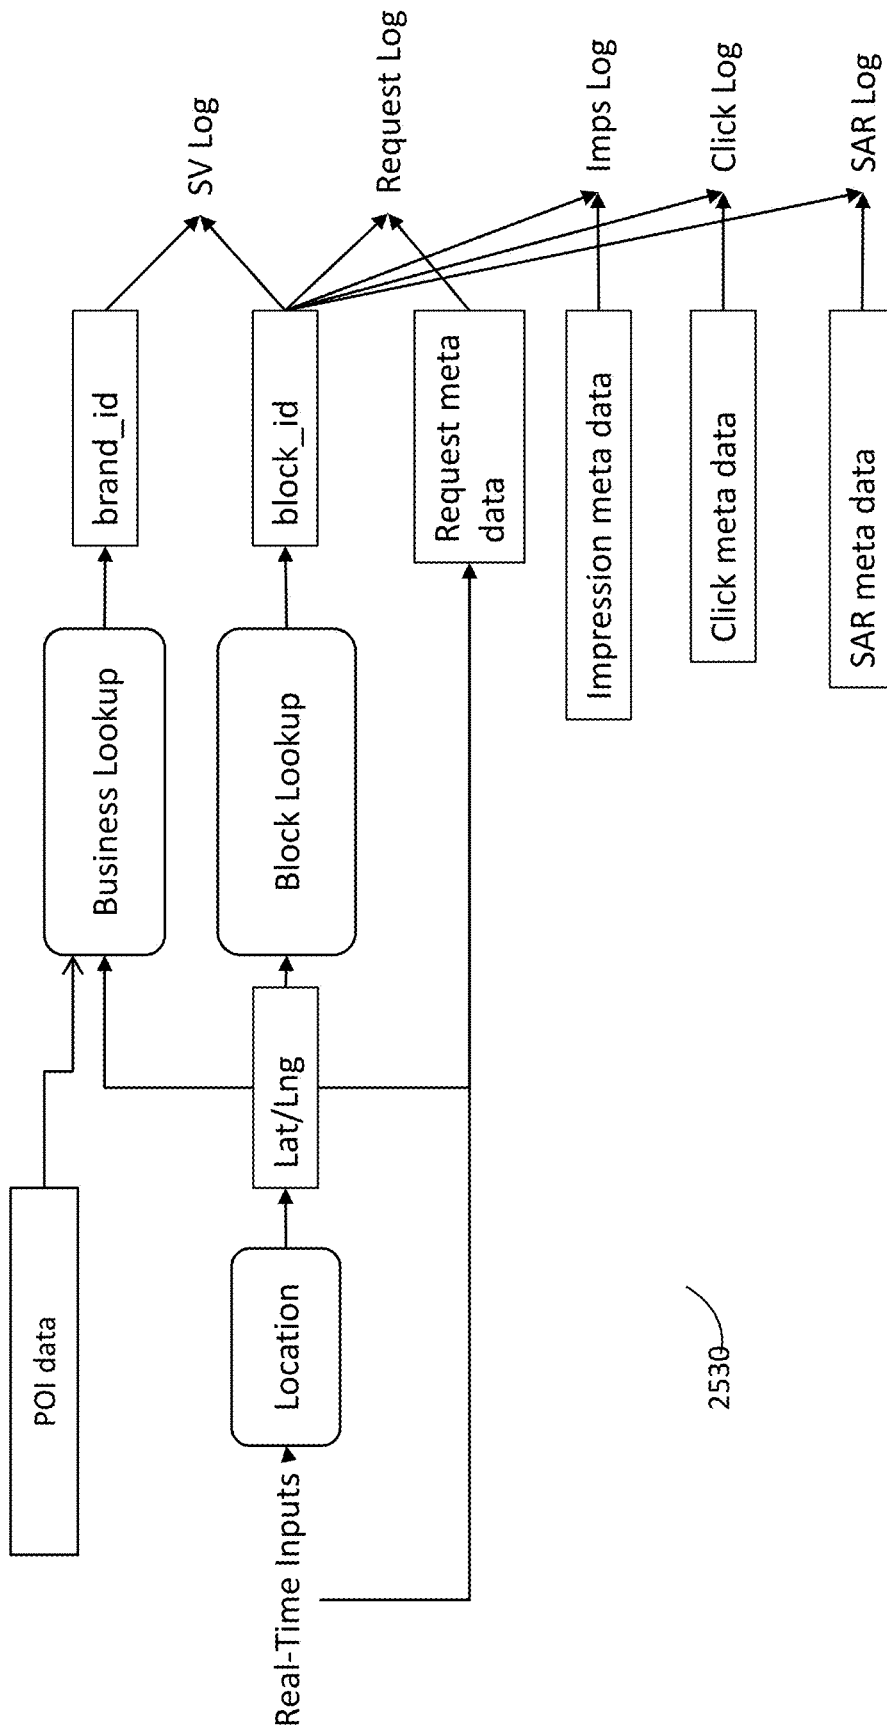 POI data
Business Lookup
brand_id
SV Log
Real-Time Inputs
Location
Lat/Lng
Block Lookup
block_id
Request meta
data
Request Log
Impression meta data
Imps Log
Click meta data
Click Log
SAR meta data
SAR Log
2530